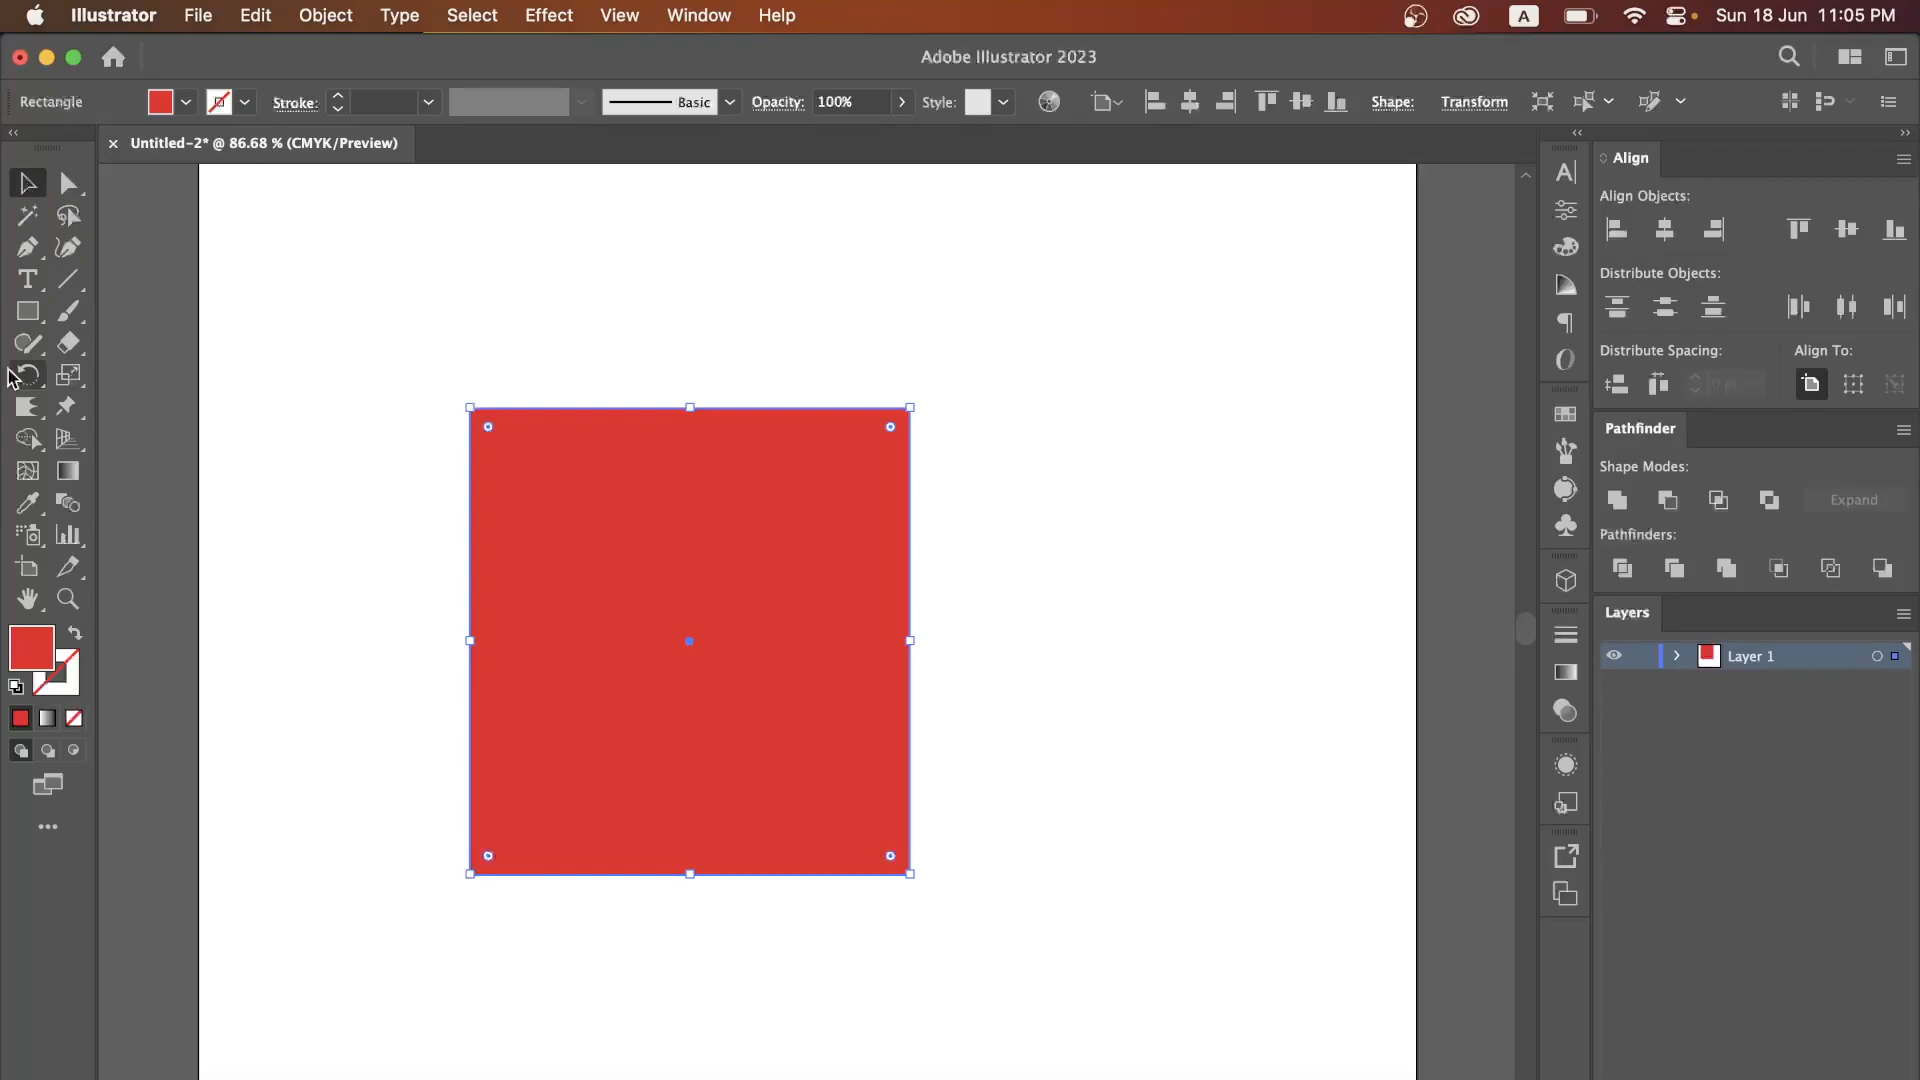 Illustrator File Edit Object Type Select Effect View Window Help A Sun 18 Jun 11:05 PM
Adobe Illustrator 2023
Rectangle Stroke: Basic Opacity: 100% Style: Shape: Transform
Untitled-2* @ 86.68 % (CMYK/Preview)
Align
Align Objects:
Distribute Objects:
Distribute Spacing: Align To:
0 pt
Pathfinder
Shape Modes:
Expand
Pathfinders:
Layers
Layer 1